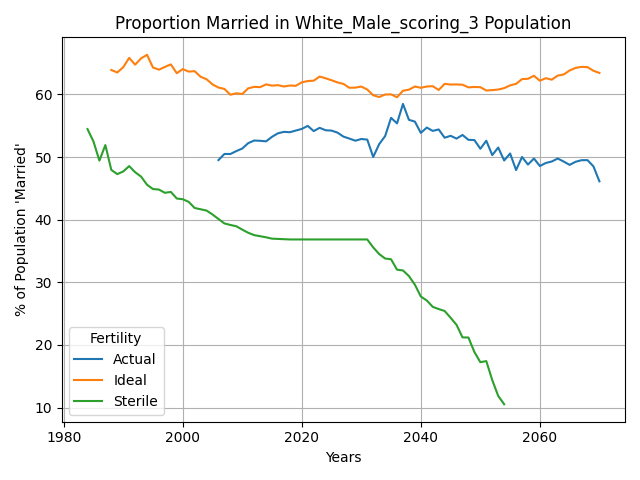 Proportion Married in White_Male_scoring_3 Population
% of Population 'Married'
60
50
40
30
20
10
Fertility
Actual
Ideal
Sterile
1980 2000 2020 2040 2060
Years